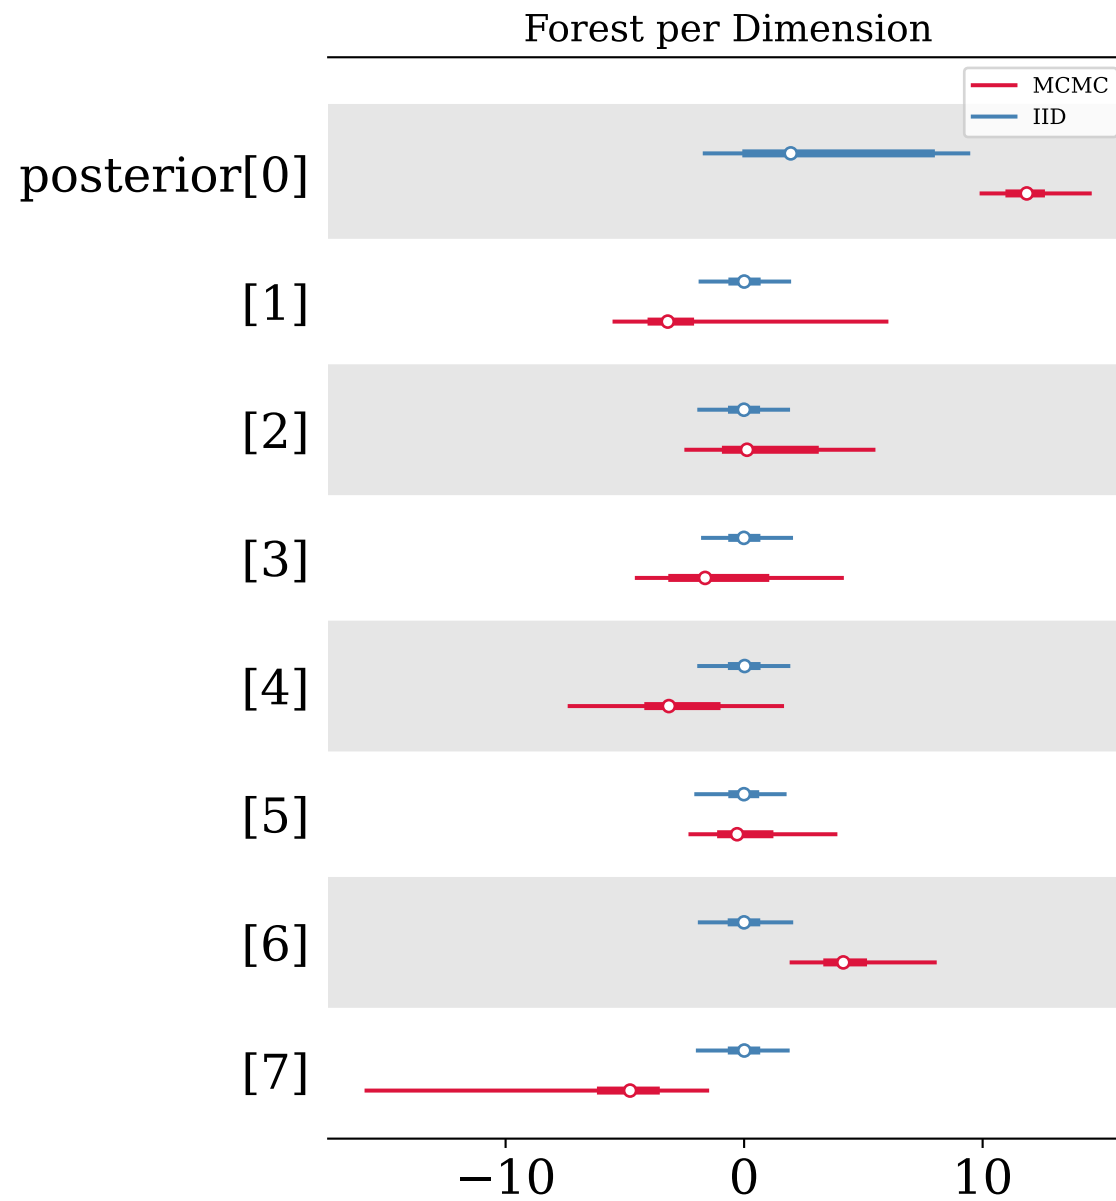 Forest per Dimension
MCMC
IID
posterior[0]
[1]
[2]
[3]
[4]
[5]
[6]
[7]
−10 0 10